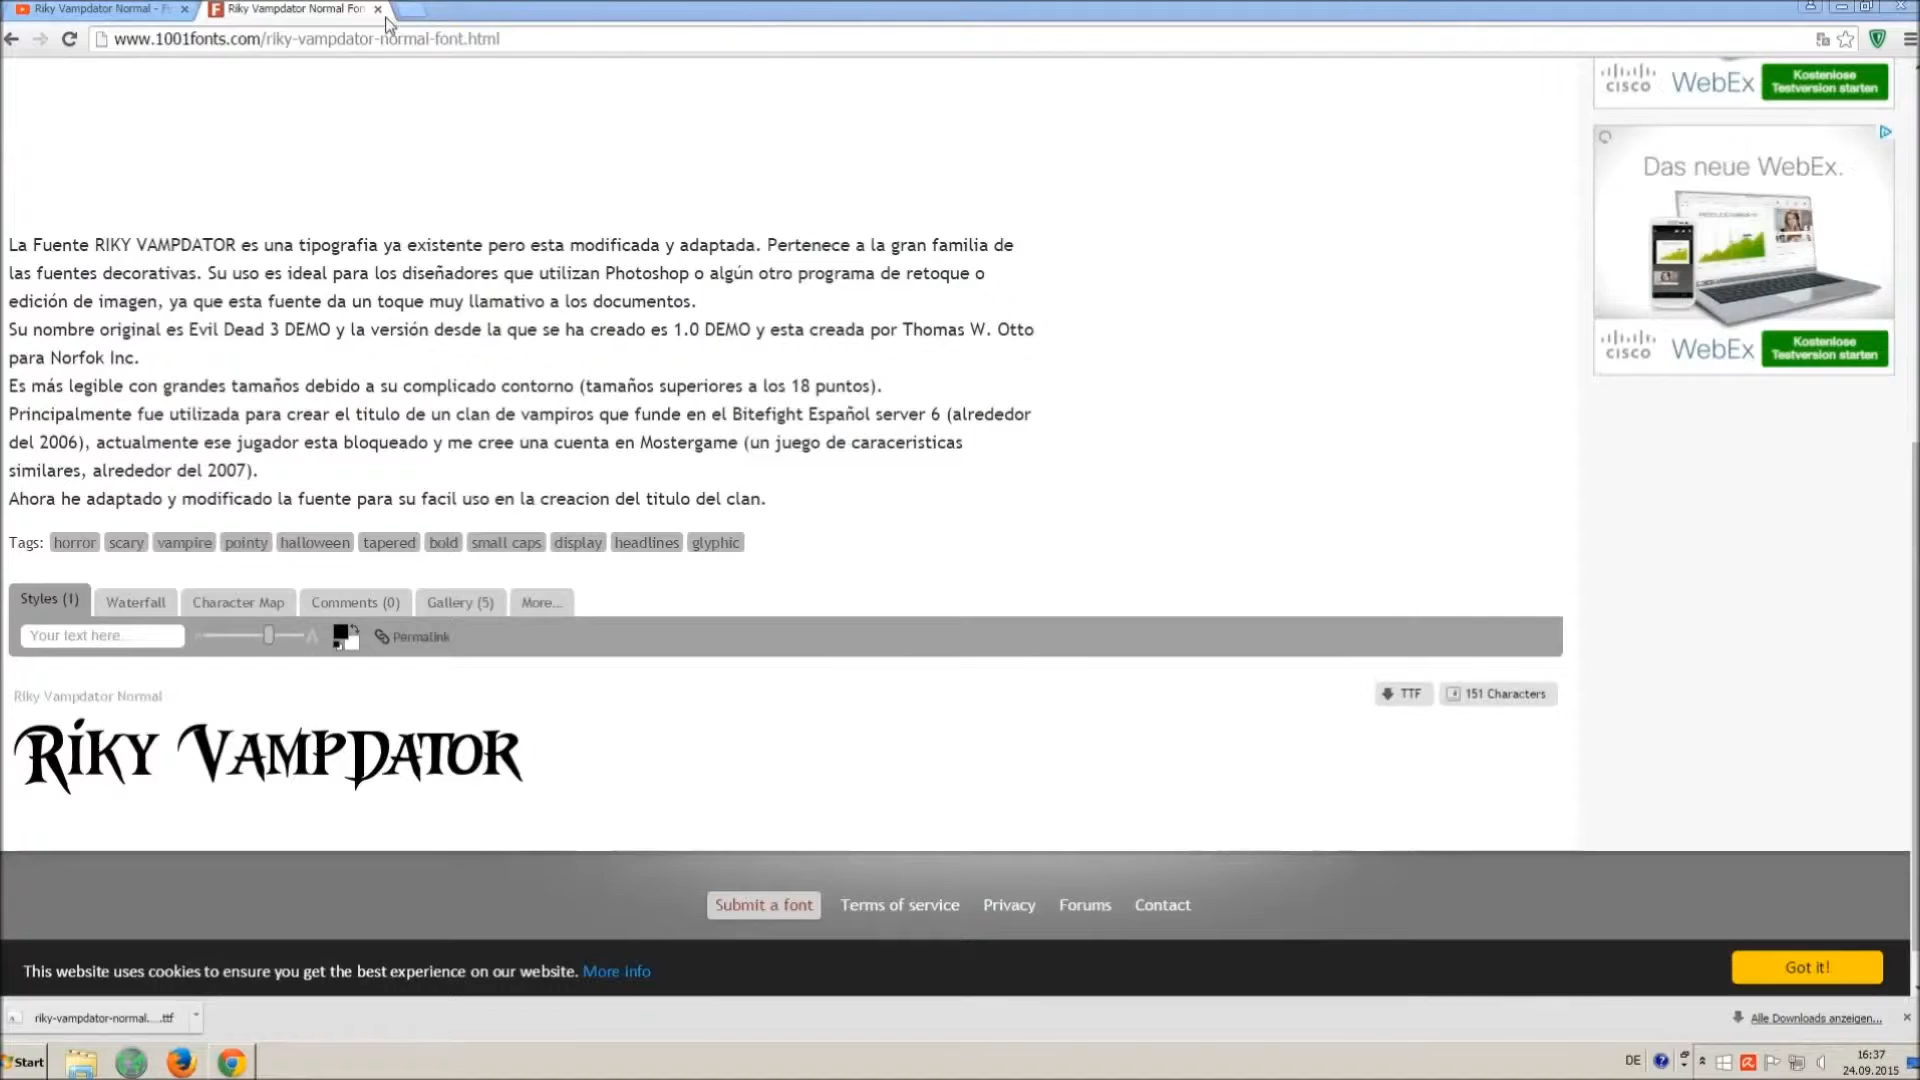 Riky Vampdator Normal -
Riky Vampdator Normal Fon
www.1001fonts.com/riky-vampdator-normal-font.html
CISCO WebEx Kostenlose
Testversion starten
Das neue WebEx.
CISCO WebEx Kostenlose
Testversion starten
La Fuente RIKY VAMPDATOR es una tipografia ya existente pero esta modificada y adaptada. Pertenece a la gran familia de
las fuentes decorativas. Su uso es ideal para los diseñadores que utilizan Photoshop o algún otro programa de retoque o
edición de imagen, ya que esta fuente da un toque muy llamativo a los documentos.
Su nombre original es Evil Dead 3 DEMO y la versión desde la que se ha creado es 1.0 DEMO y esta creada por Thomas W. Otto
para Norfok Inc.
Es más legible con grandes tamaños debido a su complicado contorno (tamaños superiores a los 18 puntos).
Principalmente fue utilizada para crear el titulo de un clan de vampiros que funde en el Bitefight Español server 6 (alrededor
del 2006), actualmente ese jugador esta bloqueado y me cree una cuenta en Mostergame (un juego de caraceristicas
similares, alrededor del 2007).
Ahora he adaptado y modificado la fuente para su facil uso en la creacion del titulo del clan.
Tags: horror scary vampire pointy halloween tapered bold small caps display headlines glyphic
Styles (1) Waterfall Character Map Comments (0) Gallery (5) More...
Your text here... Permalink
Riky Vampdator Normal TTF 151 Characters
Riky VampDator
Submit a font Terms of service Privacy Forums Contact
This website uses cookies to ensure you get the best experience on our website. More info Got it!
riky-vampdator-normal....ttf Alle Downloads anzeigen...
Start DE 16:37
24.09.2015